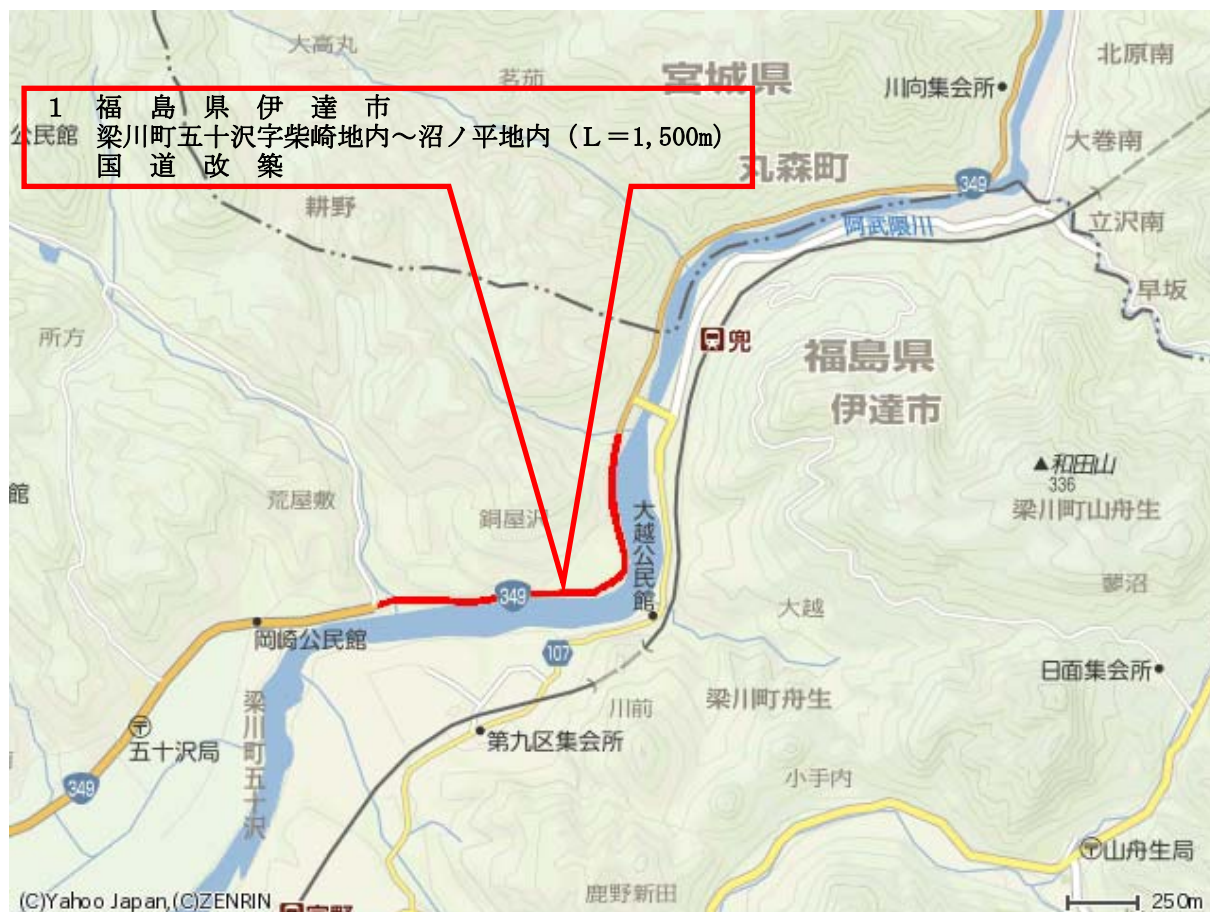 大高丸
茗茄
宮城県
川向集会所
北原南
1 福島県伊達市
公民館
梁川町五十沢字柴崎地内～沼ノ平地内（L＝1,500m）
国道改築
大巻南
丸森町
349
耕野
阿武隈川
立沢南
早坂
所方
兜
福島県
伊達市
▲和田山
336
梁川町山舟生
館
荒屋敷
銅屋沢
大越公民館
349
蓼沼
大越
岡崎公民館
107
日面集会所
梁川町五十沢
川前
梁川町舟生
五十沢局
第九区集会所
小手内
349
山舟生局
鹿野新田
(C)Yahoo Japan,(C)ZENRIN
250m